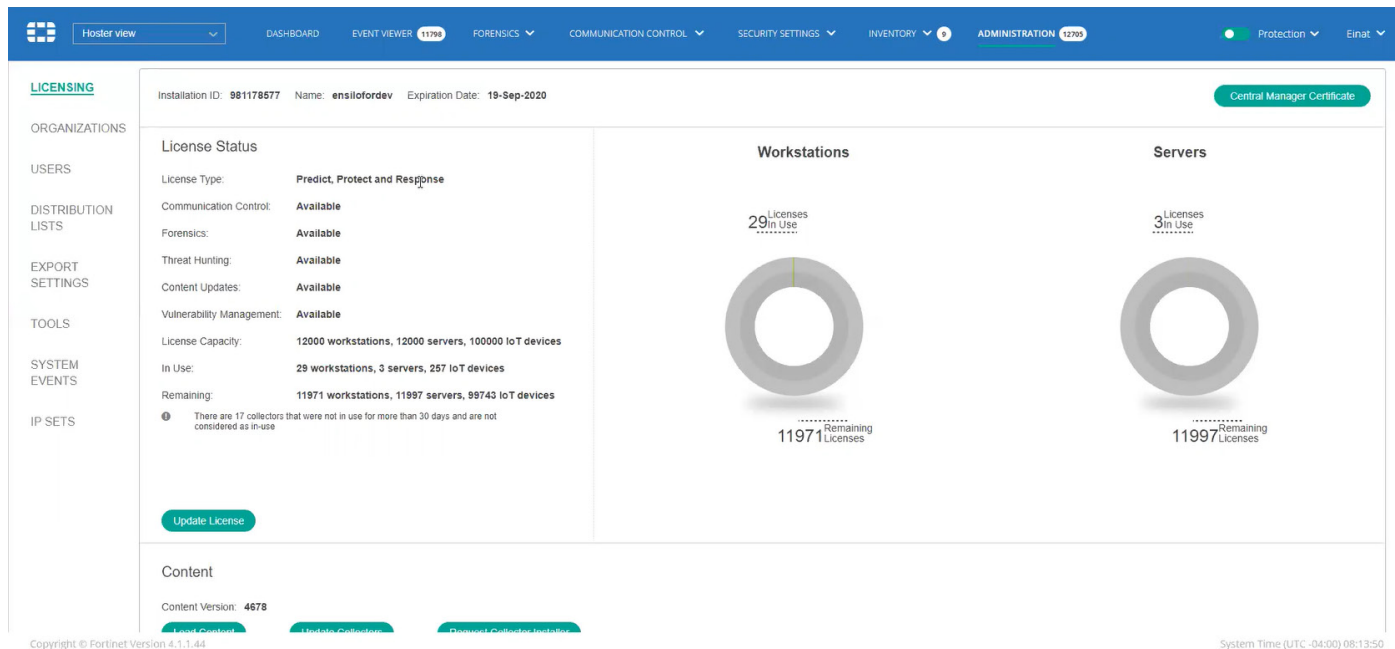 Hoster view
DASHBOARD
EVENT VIEWER 11798
FORENSICS
COMMUNICATION CONTROL
SECURITY SETTINGS
INVENTORY 9
ADMINISTRATION 12705
Protection
Einat
LICENSING
ORGANIZATIONS
USERS
DISTRIBUTION
LISTS
EXPORT
SETTINGS
TOOLS
SYSTEM
EVENTS
IP SETS
Installation ID: 981178577 Name: ensilofordev Expiration Date: 19-Sep-2020
Central Manager Certificate
License Status
License Type: Predict, Protect and Response
Communication Control: Available
Forensics: Available
Threat Hunting: Available
Content Updates: Available
Vulnerability Management: Available
License Capacity: 12000 workstations, 12000 servers, 100000 IoT devices
In Use: 29 workstations, 3 servers, 257 IoT devices
Remaining: 11971 workstations, 11997 servers, 99743 IoT devices
There are 17 collectors that were not in use for more than 30 days and are not
considered as in-use
Update License
Workstations
29 Licenses
In Use
11971 Remaining
Licenses
Servers
3 Licenses
In Use
11997 Remaining
Licenses
Content
Content Version: 4678
Load Content
Update Collectors
Request Collector Installer
Copyright © Fortinet Version 4.1.1.44
System Time (UTC -04:00) 08:13:50